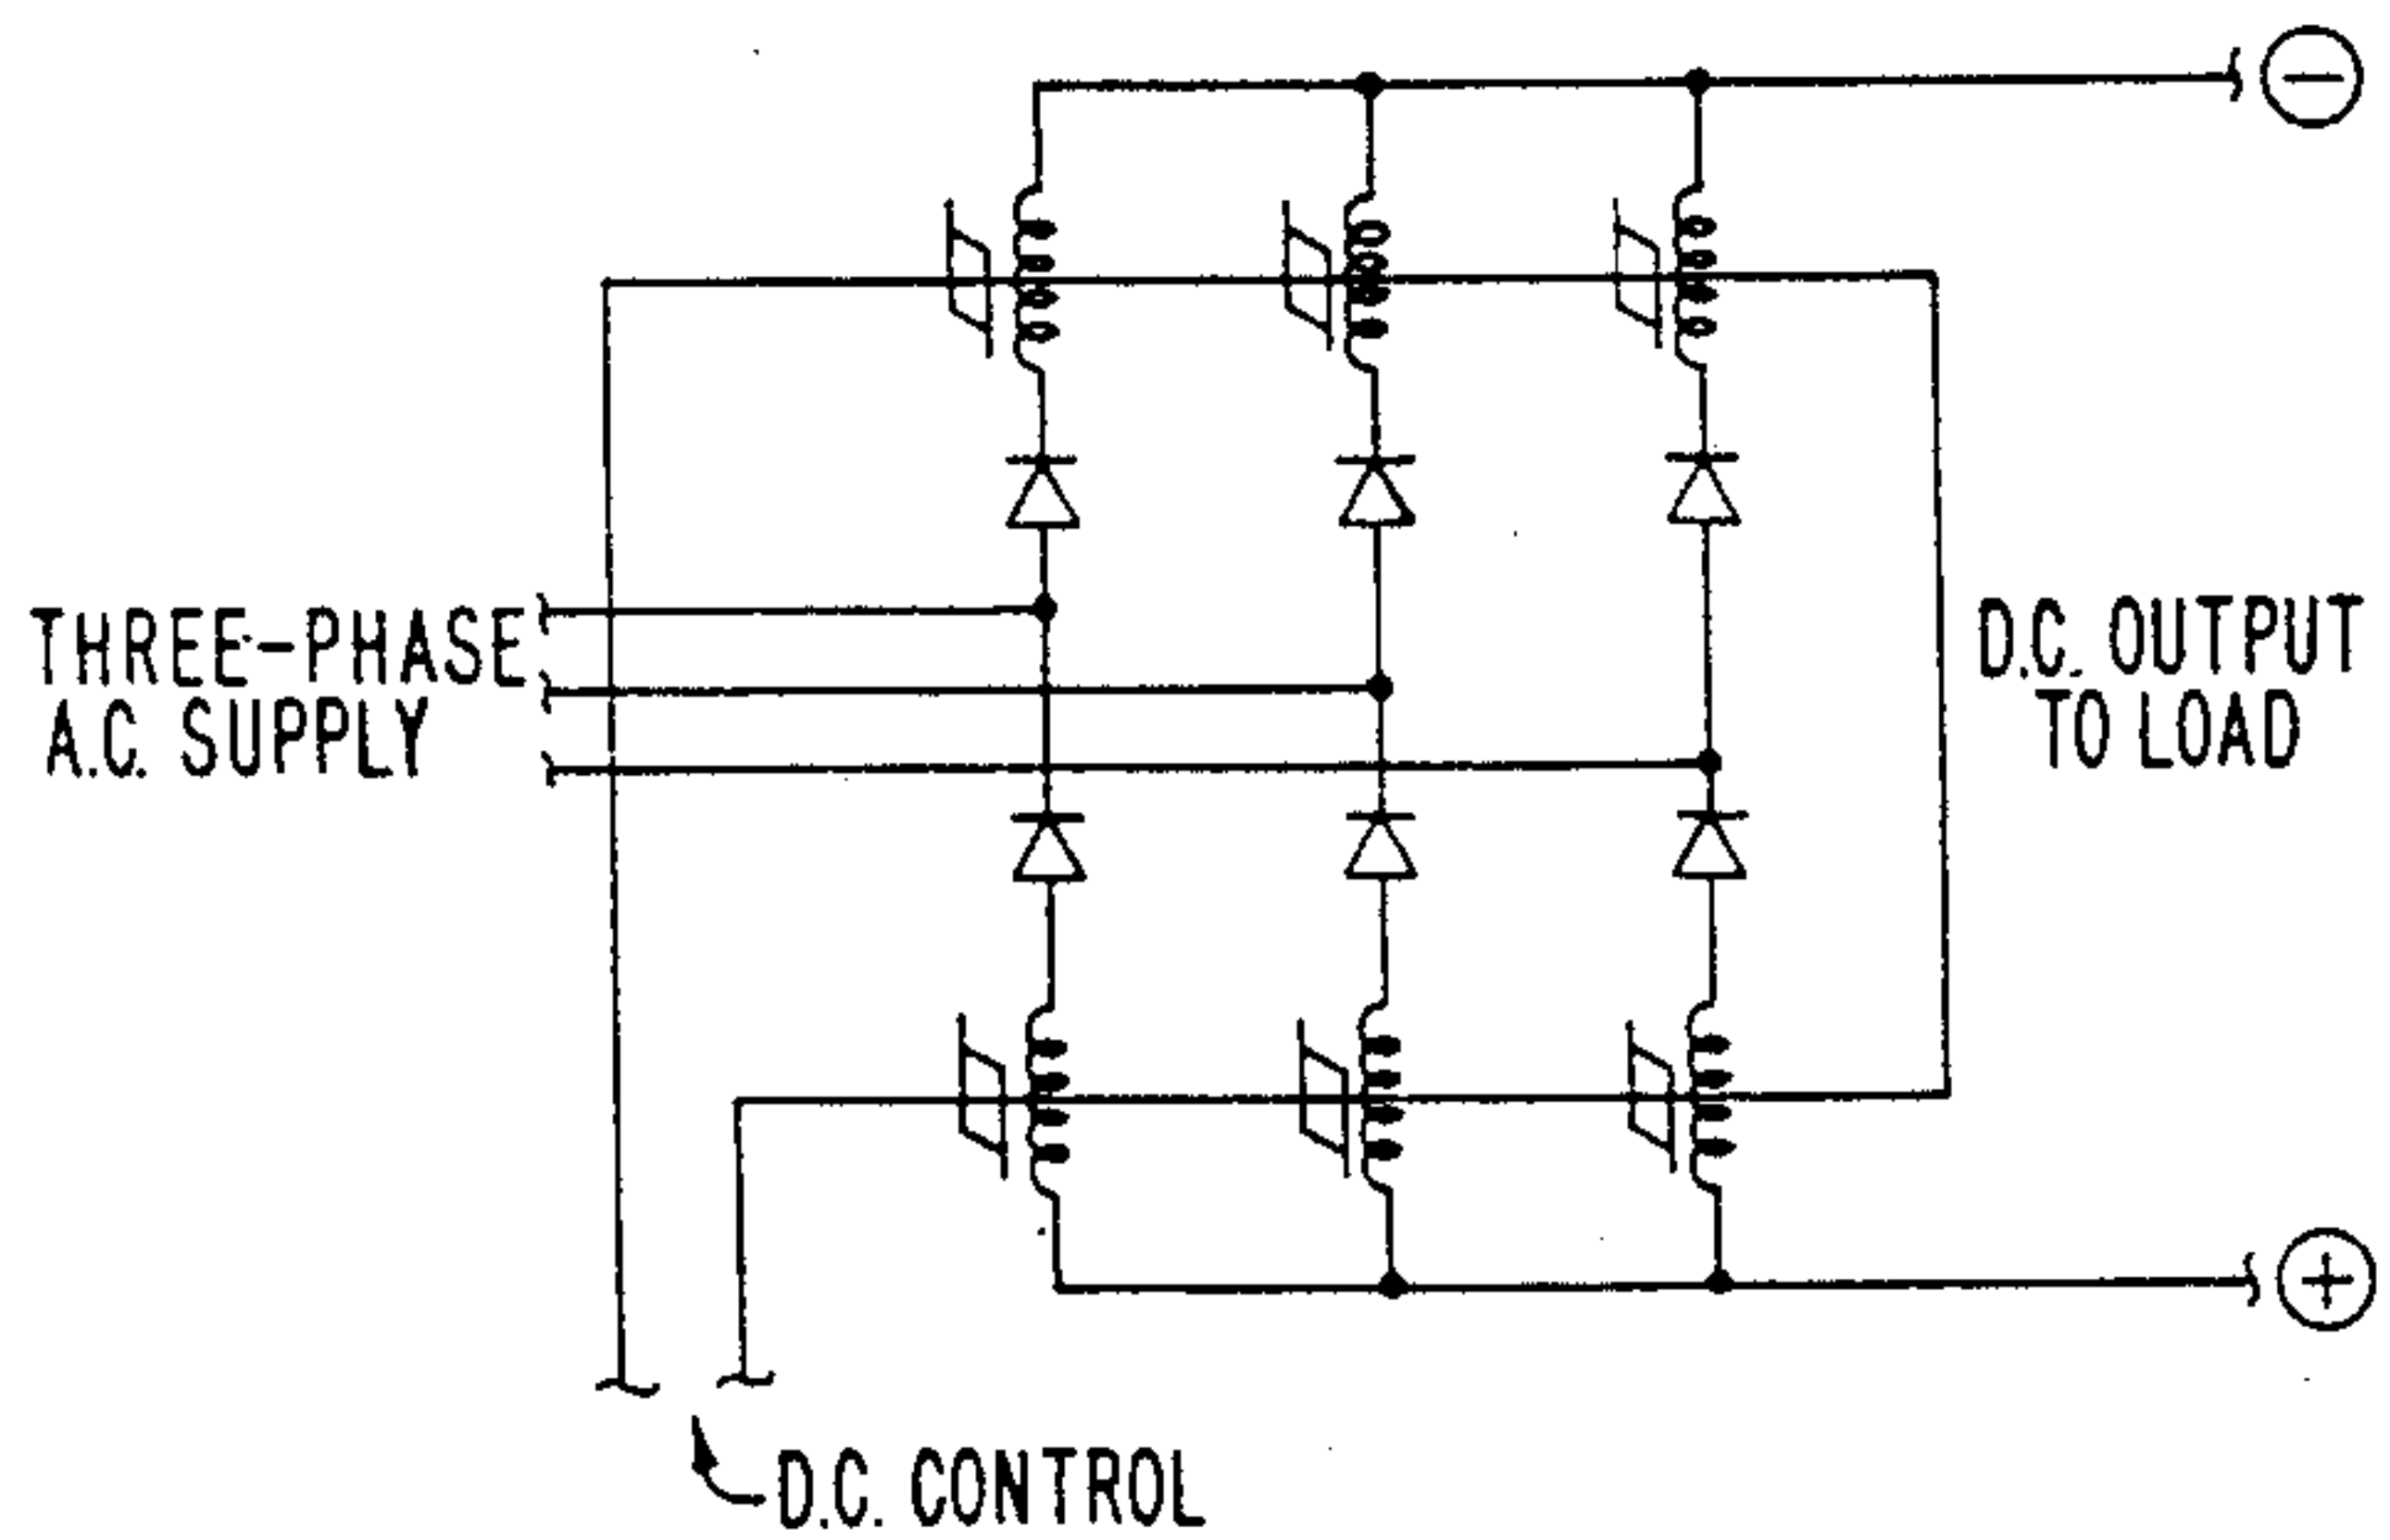 −
THREE-PHASE
A.C. SUPPLY
D.C. OUTPUT
TO LOAD
+
D.C. CONTROL